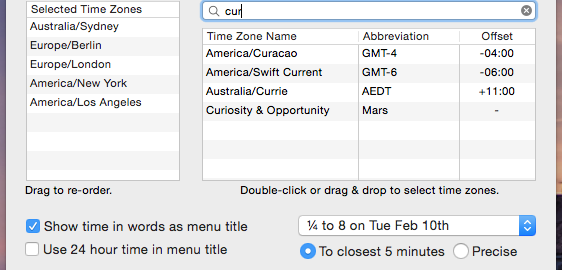 Selected Time Zones
Australia/Sydney
Europe/Berlin
Europe/London
America/New York
America/Los Angeles
Drag to re-order.
cur
Time Zone Name Abbreviation Offset
America/Curacao GMT-4 -04:00
America/Swift Current GMT-6 -06:00
Australia/Currie AEDT +11:00
Curiosity & Opportunity Mars -
Double-click or drag & drop to select time zones.
Show time in words as menu title
¼ to 8 on Tue Feb 10th
Use 24 hour time in menu title
To closest 5 minutes Precise